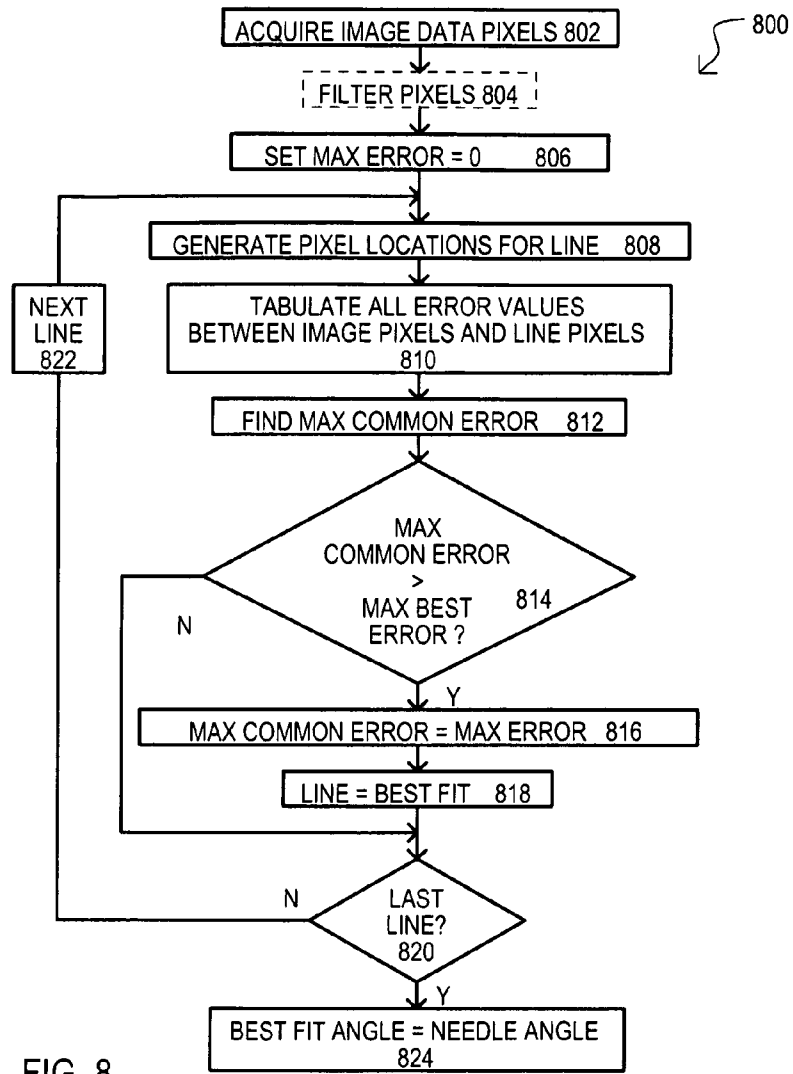 800
ACQUIRE IMAGE DATA PIXELS 802
FILTER PIXELS 804
SET MAX ERROR = 0 806
GENERATE PIXEL LOCATIONS FOR LINE 808
NEXT
LINE
822
TABULATE ALL ERROR VALUES
BETWEEN IMAGE PIXELS AND LINE PIXELS
810
FIND MAX COMMON ERROR 812
MAX
COMMON ERROR
>
MAX BEST
ERROR ?
814
N
Y
MAX COMMON ERROR = MAX ERROR 816
LINE = BEST FIT 818
N
LAST
LINE?
820
Y
BEST FIT ANGLE = NEEDLE ANGLE
824
FIG. 8